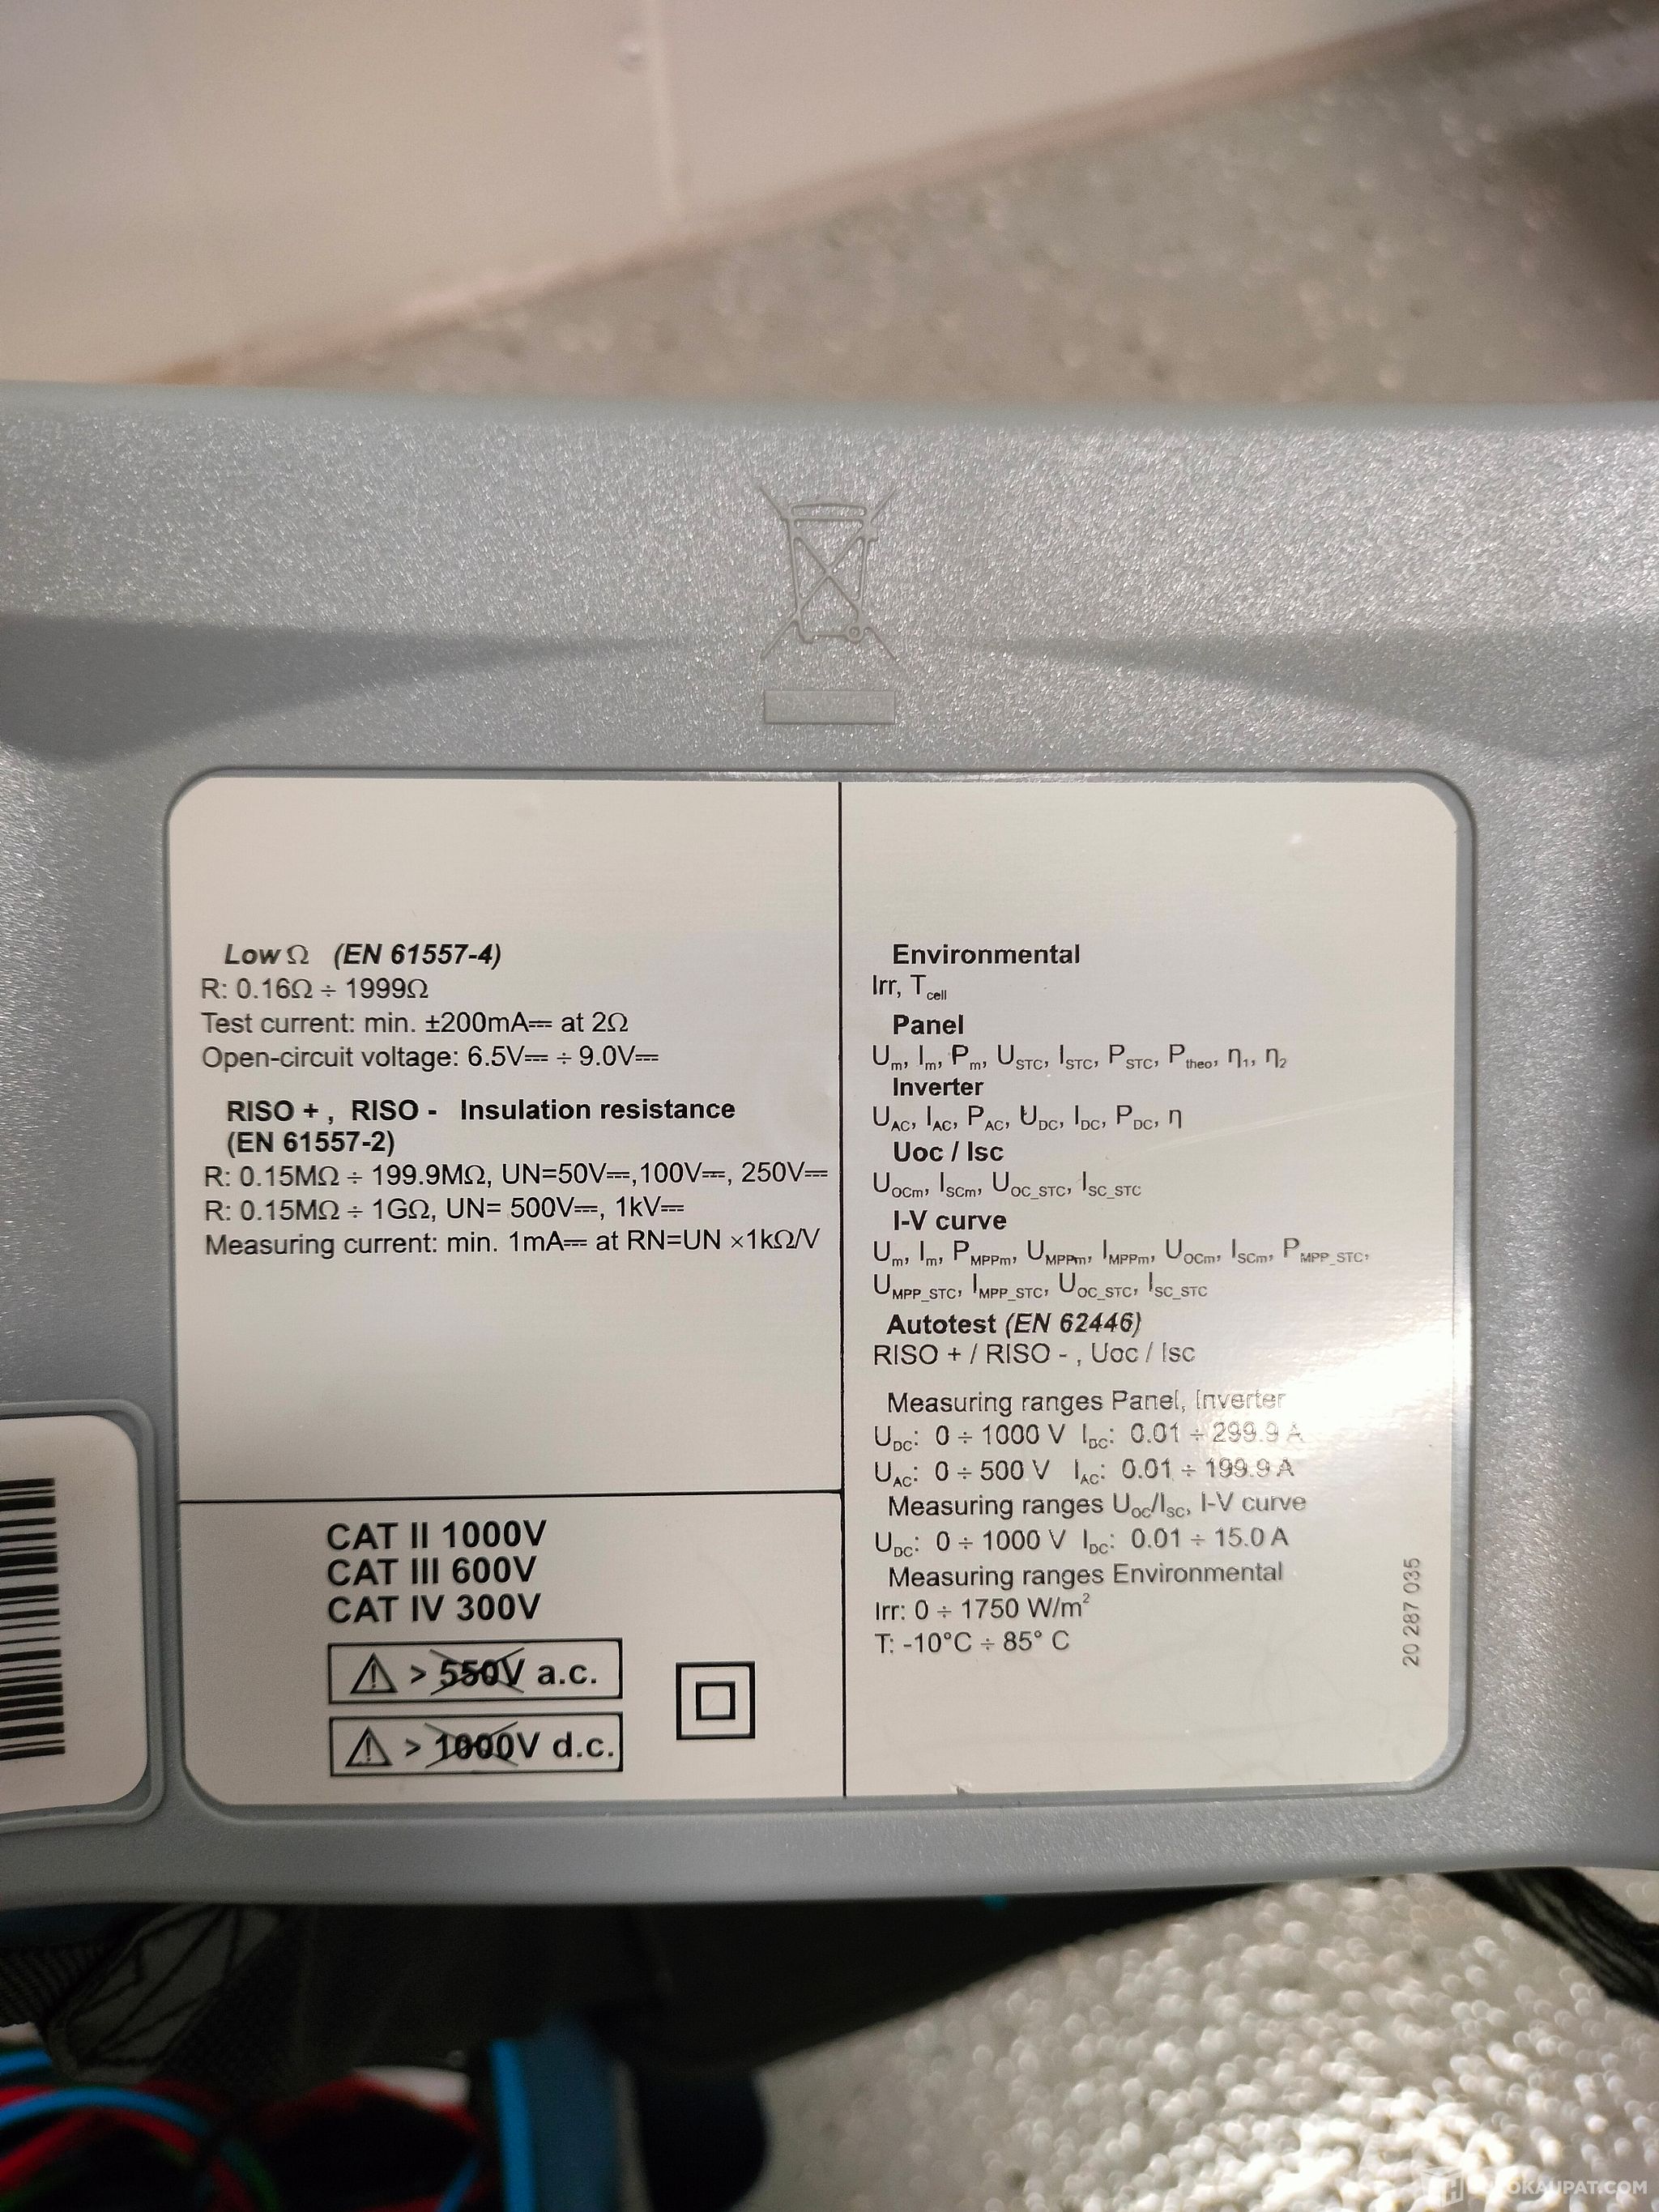 Low Ω (EN 61557-4)
R: 0.16Ω ÷ 1999Ω
Test current: min. ±200mA⎓ at 2Ω
Open-circuit voltage: 6.5V⎓ ÷ 9.0V⎓
RISO + , RISO - Insulation resistance
(EN 61557-2)
R: 0.15MΩ ÷ 199.9MΩ, UN=50V⎓,100V⎓, 250V⎓
R: 0.15MΩ ÷ 1GΩ, UN= 500V⎓, 1kV⎓
Measuring current: min. 1mA⎓ at RN=UN ×1kΩ/V
CAT II 1000V
CAT III 600V
CAT IV 300V
> 550V a.c.
> 1000V d.c.
Environmental
Irr, Tcell
Panel
Um, Im, Pm, USTC, ISTC, PSTC, Ptheo, η1, η2
Inverter
UAC, IAC, PAC, UDC, IDC, PDC, η
Uoc / Isc
UOCm, ISCm, UOC_STC, ISC_STC
I-V curve
Um, Im, PMPPm, UMPPm, IMPPm, UOCm, ISCm, PMPP_STC,
UMPP_STC, IMPP_STC, UOC_STC, ISC_STC
Autotest (EN 62446)
RISO + / RISO - , Uoc / Isc
Measuring ranges Panel, Inverter
UDC: 0 ÷ 1000 V IDC: 0.01 ÷ 299.9 A
UAC: 0 ÷ 500 V IAC: 0.01 ÷ 199.9 A
Measuring ranges Uoc/Isc, I-V curve
UDC: 0 ÷ 1000 V IDC: 0.01 ÷ 15.0 A
Measuring ranges Environmental
Irr: 0 ÷ 1750 W/m²
T: -10°C ÷ 85° C
20 287 035